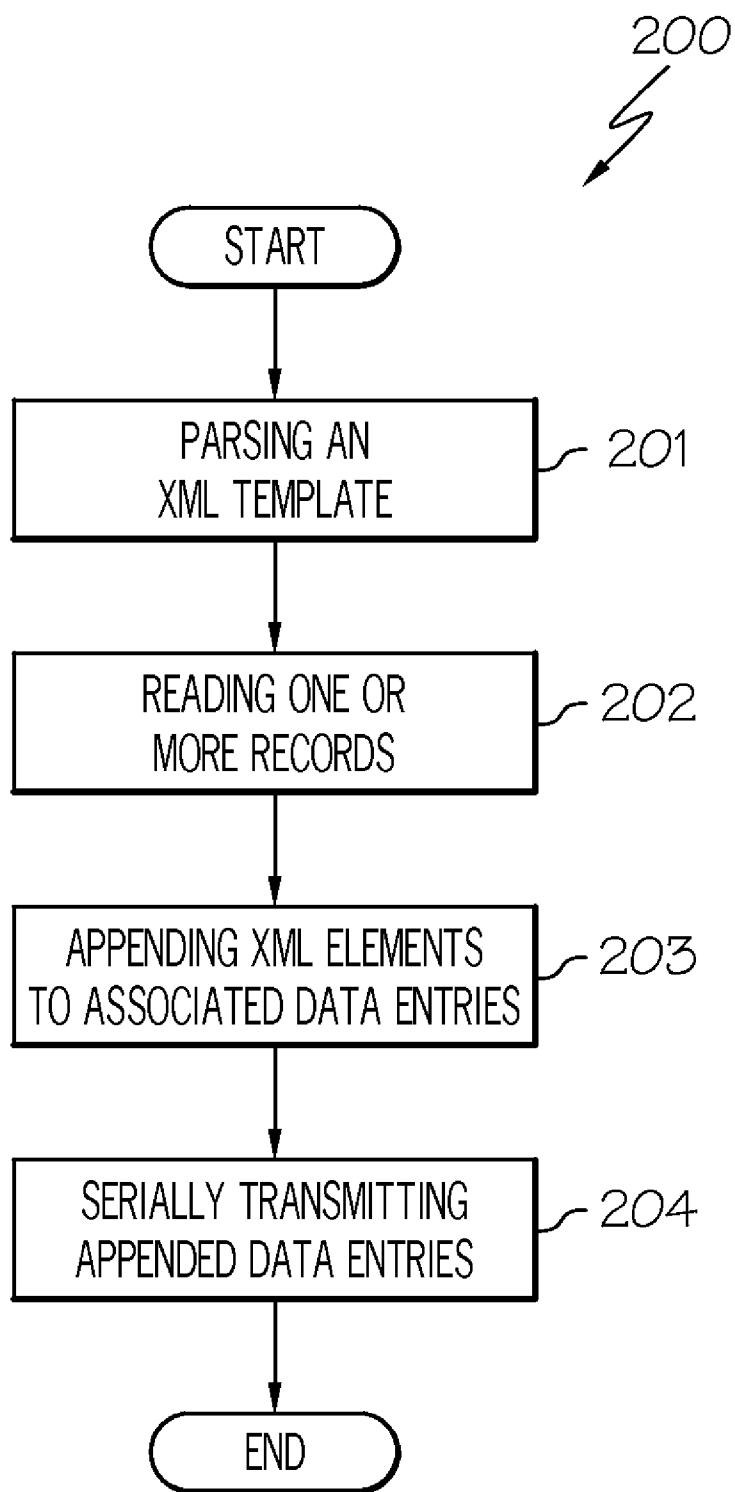 200
START
PARSING AN
XML TEMPLATE
201
READING ONE OR
MORE RECORDS
202
APPENDING XML ELEMENTS
TO ASSOCIATED DATA ENTRIES
203
SERIALLY TRANSMITTING
APPENDED DATA ENTRIES
204
END